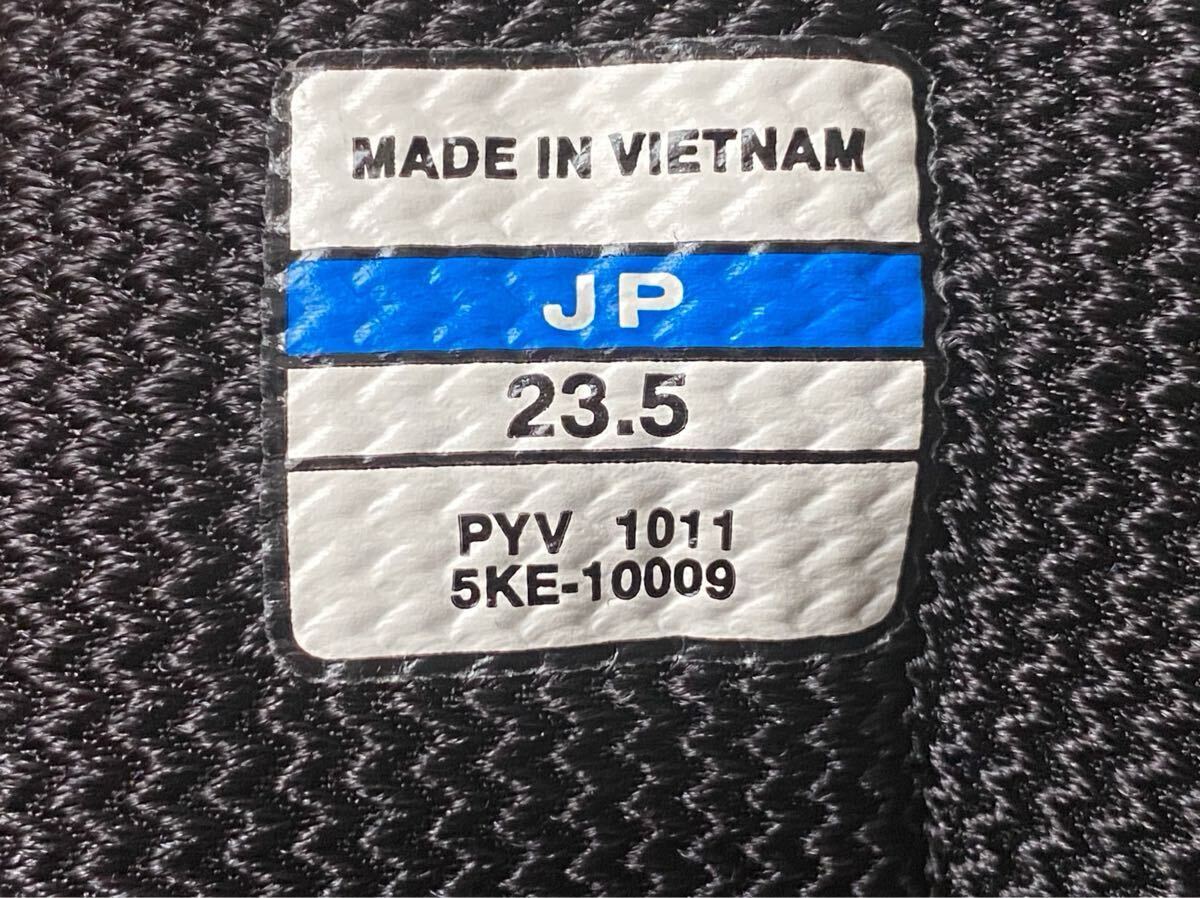 MADE IN VIETNAM
JP
23.5
PYV 1011
5KE-10009